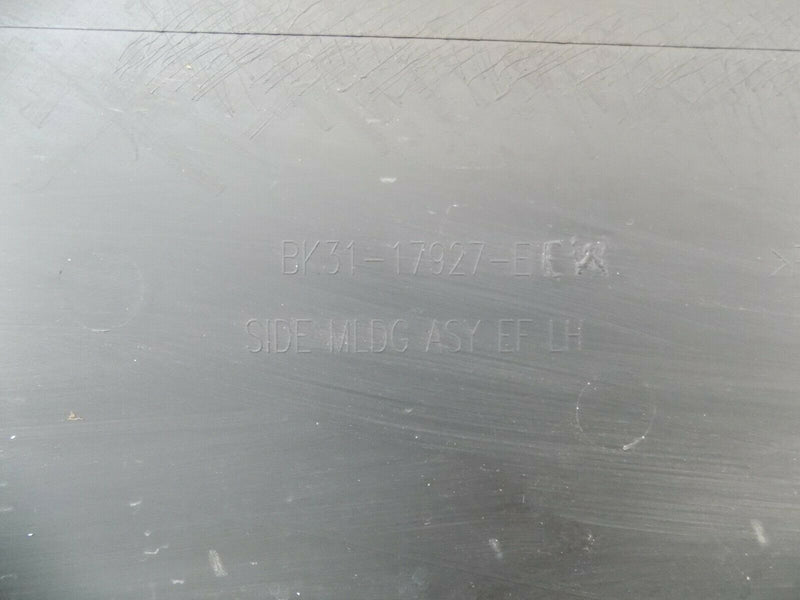 BK31-17927-E
SIDE MLDG ASY EF LH